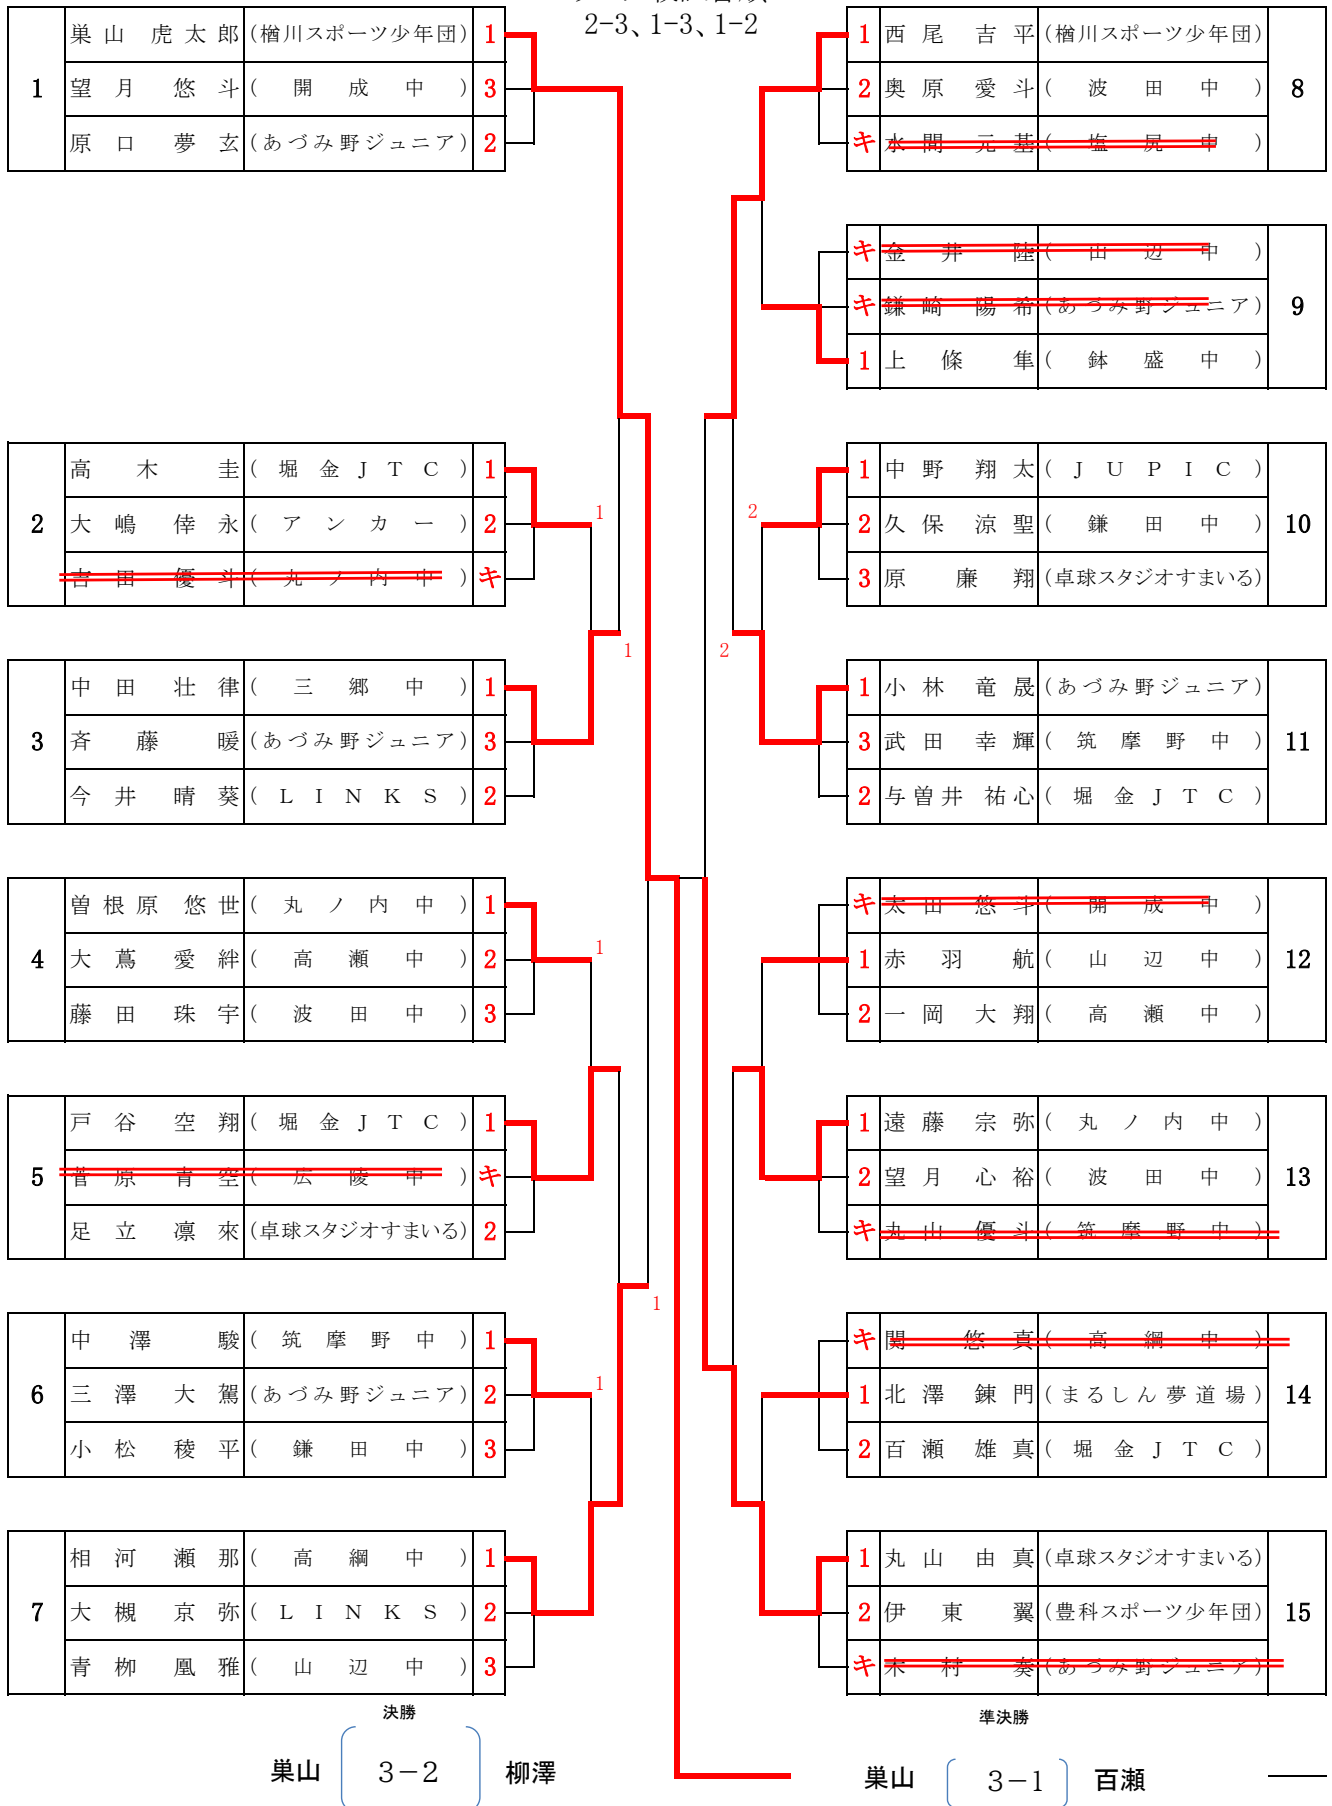 2-3、1-3、1-2
1
巣山 虎太郎 (楢川スポーツ少年団) 1
望月 悠斗 (開成中) 3
原口 夢玄 (あづみ野ジュニア) 2
2
高木 圭 (堀金JTC) 1
大嶋 倖永 (アンカー) 2
吉田 優斗 (丸ノ内中) キ
3
中田 壮律 (三郷中) 1
斉藤 暖 (あづみ野ジュニア) 3
今井 晴葵 (LINKS) 2
4
曽根原 悠世 (丸ノ内中) 1
大蔦 愛絆 (高瀬中) 2
藤田 珠宇 (波田中) 3
5
戸谷 空翔 (堀金JTC) 1
菅原 青空 (広陵中) キ
足立 凛來 (卓球スタジオすまいる) 2
6
中澤 駿 (筑摩野中) 1
三澤 大駕 (あづみ野ジュニア) 2
小松 稜平 (鎌田中) 3
7
相河 瀬那 (高綱中) 1
大槻 京弥 (LINKS) 2
青栁 凰雅 (山辺中) 3
1
1
1
1
1
2
2
1 西尾 吉平 (楢川スポーツ少年団)
2 奥原 愛斗 (波田中)
キ 水間 元基 (塩尻中)
8
キ 金井 陸 (山辺中)
キ 鎌崎 陽希 (あづみ野ジュニア)
1 上條 隼 (鉢盛中)
9
1 中野 翔太 (JUPIC)
2 久保 涼聖 (鎌田中)
3 原 廉翔 (卓球スタジオすまいる)
10
1 小林 竜晟 (あづみ野ジュニア)
3 武田 幸輝 (筑摩野中)
2 与曽井 祐心 (堀金JTC)
11
キ 太田 悠斗 (開成中)
1 赤羽 航 (山辺中)
2 一岡 大翔 (高瀬中)
12
1 遠藤 宗弥 (丸ノ内中)
2 望月 心裕 (波田中)
キ 丸山 優斗 (筑摩野中)
13
キ 関 悠真 (高綱中)
1 北澤 錬門 (まるしん夢道場)
2 百瀬 雄真 (堀金JTC)
14
1 丸山 由真 (卓球スタジオすまいる)
2 伊東 翼 (豊科スポーツ少年団)
キ 木村 奏 (あづみ野ジュニア)
15
決勝
巣山 3-2 柳澤
準決勝
巣山 3-1 百瀬